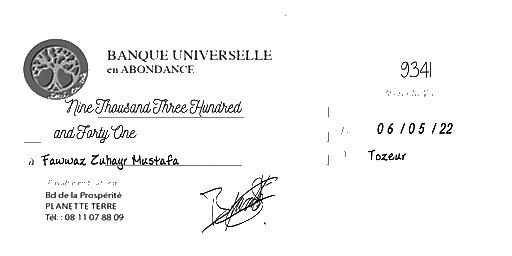 BANQUE UNIVERSELLE
en ABONDANCE
9341
Nine Thousand Three Hundred
and Forty One
06/05/22
à Fawwaz Zuhayr Mustafa
Tozeur
Bd de la Prospérité
PLANETTE TERRE
Tél. : 08 11 07 88 09